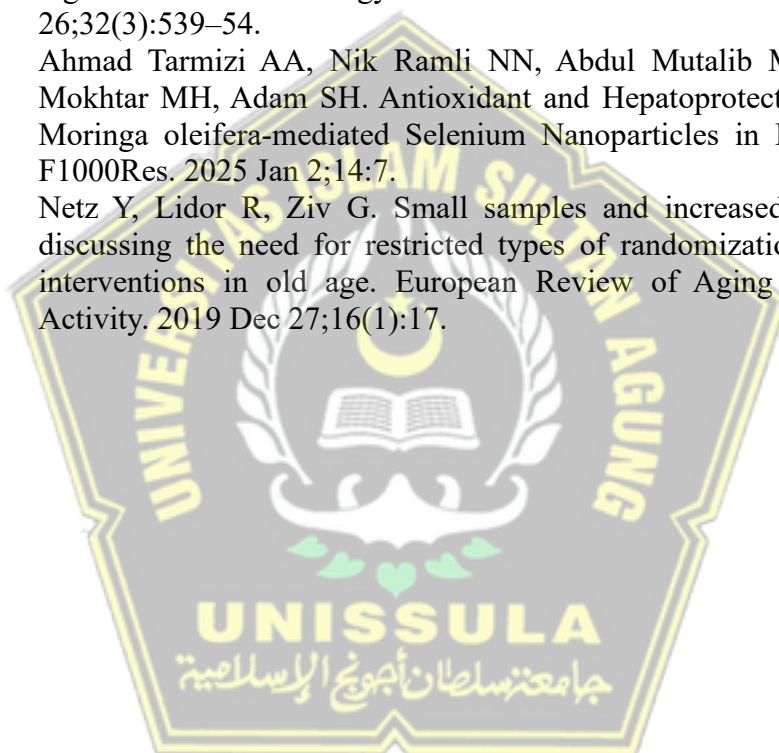 26;32(3):539–54.
Ahmad Tarmizi AA, Nik Ramli NN, Abdul Mutalib
Mokhtar MH, Adam SH. Antioxidant and
Moringa oleifera-mediated Selenium Nanoparticles in
F1000Res. 2025 Jan 2;14:7.
Netz Y, Lidor R, Ziv G. Small samples and increased
discussing the need for restricted types of
interventions in old age. European Review of Aging
Activity. 2019 Dec 27;16(1):17.
UNIVERSITAS ISLAM SULTAN AGUNG
UNISSULA
جامعة سلطان أجونج الإسلامية